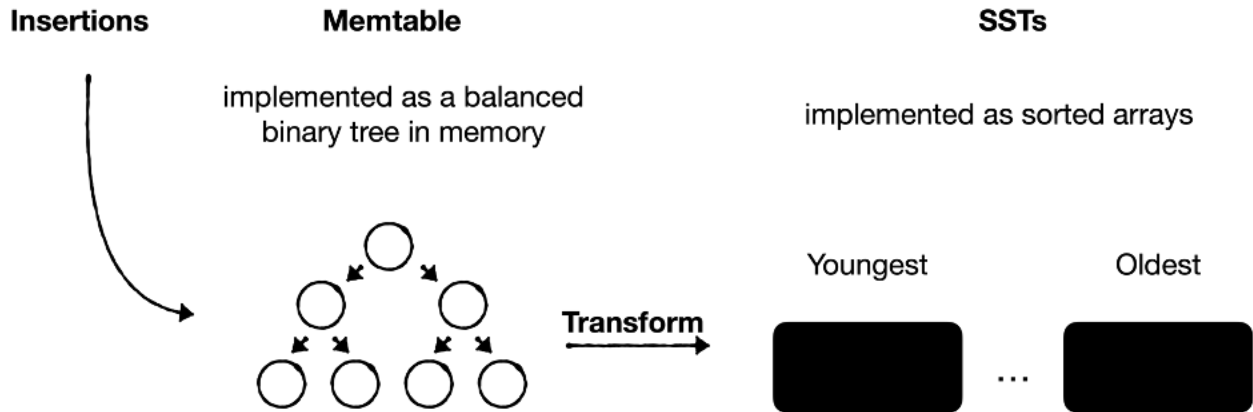 Insertions
Memtable
SSTs
implemented as a balanced
binary tree in memory
implemented as sorted arrays
Youngest
Oldest
Transform
...